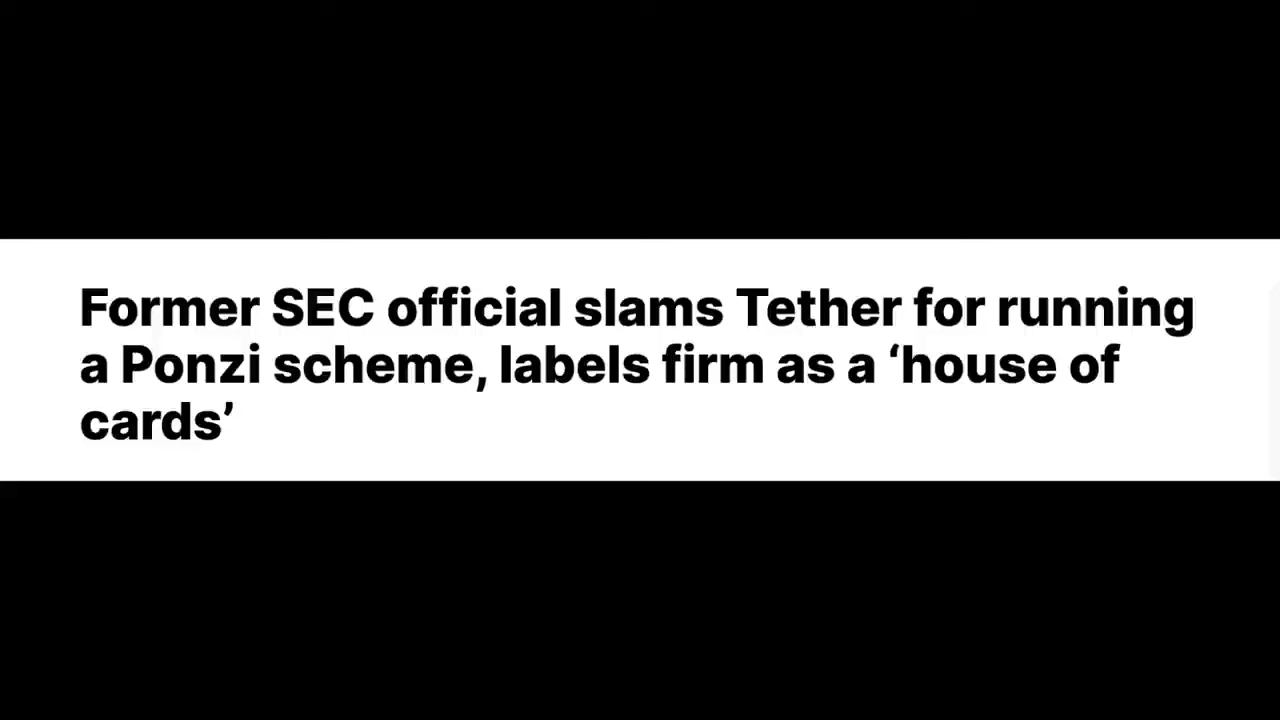 Former SEC official slams Tether for running
a Ponzi scheme, labels firm as a ‘house of
cards’